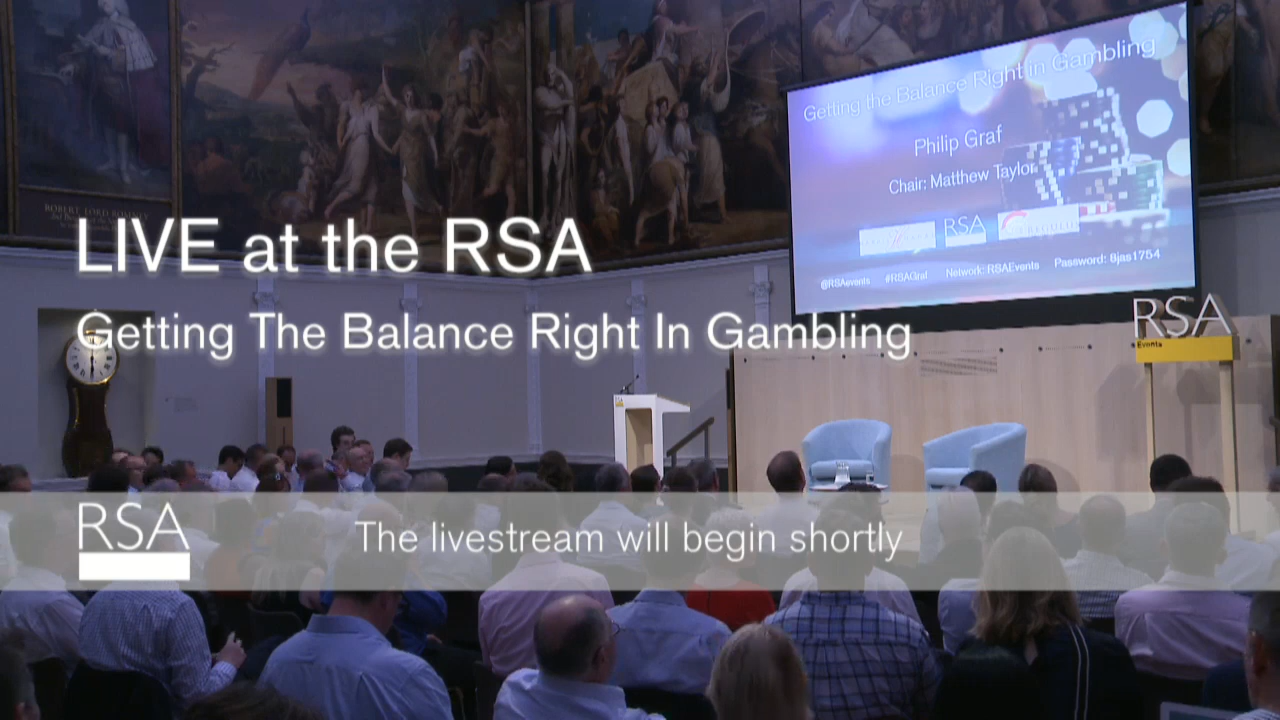 Getting the Balance Right in Gambling
Philip Graf
Chair: Matthew Taylor
RSA
@RSAevents #RSAGraf Network: RSAEvents Password: 8jas1754
LIVE at the RSA
Getting The Balance Right In Gambling
RSA
Events
RSA
The livestream will begin shortly